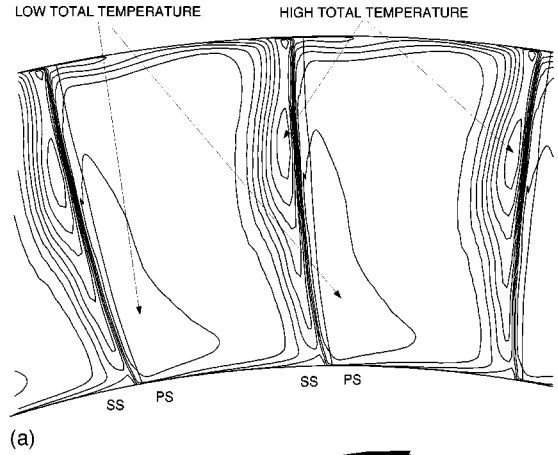 LOW TOTAL TEMPERATURE
HIGH TOTAL TEMPERATURE
SS PS
SS PS
(a)